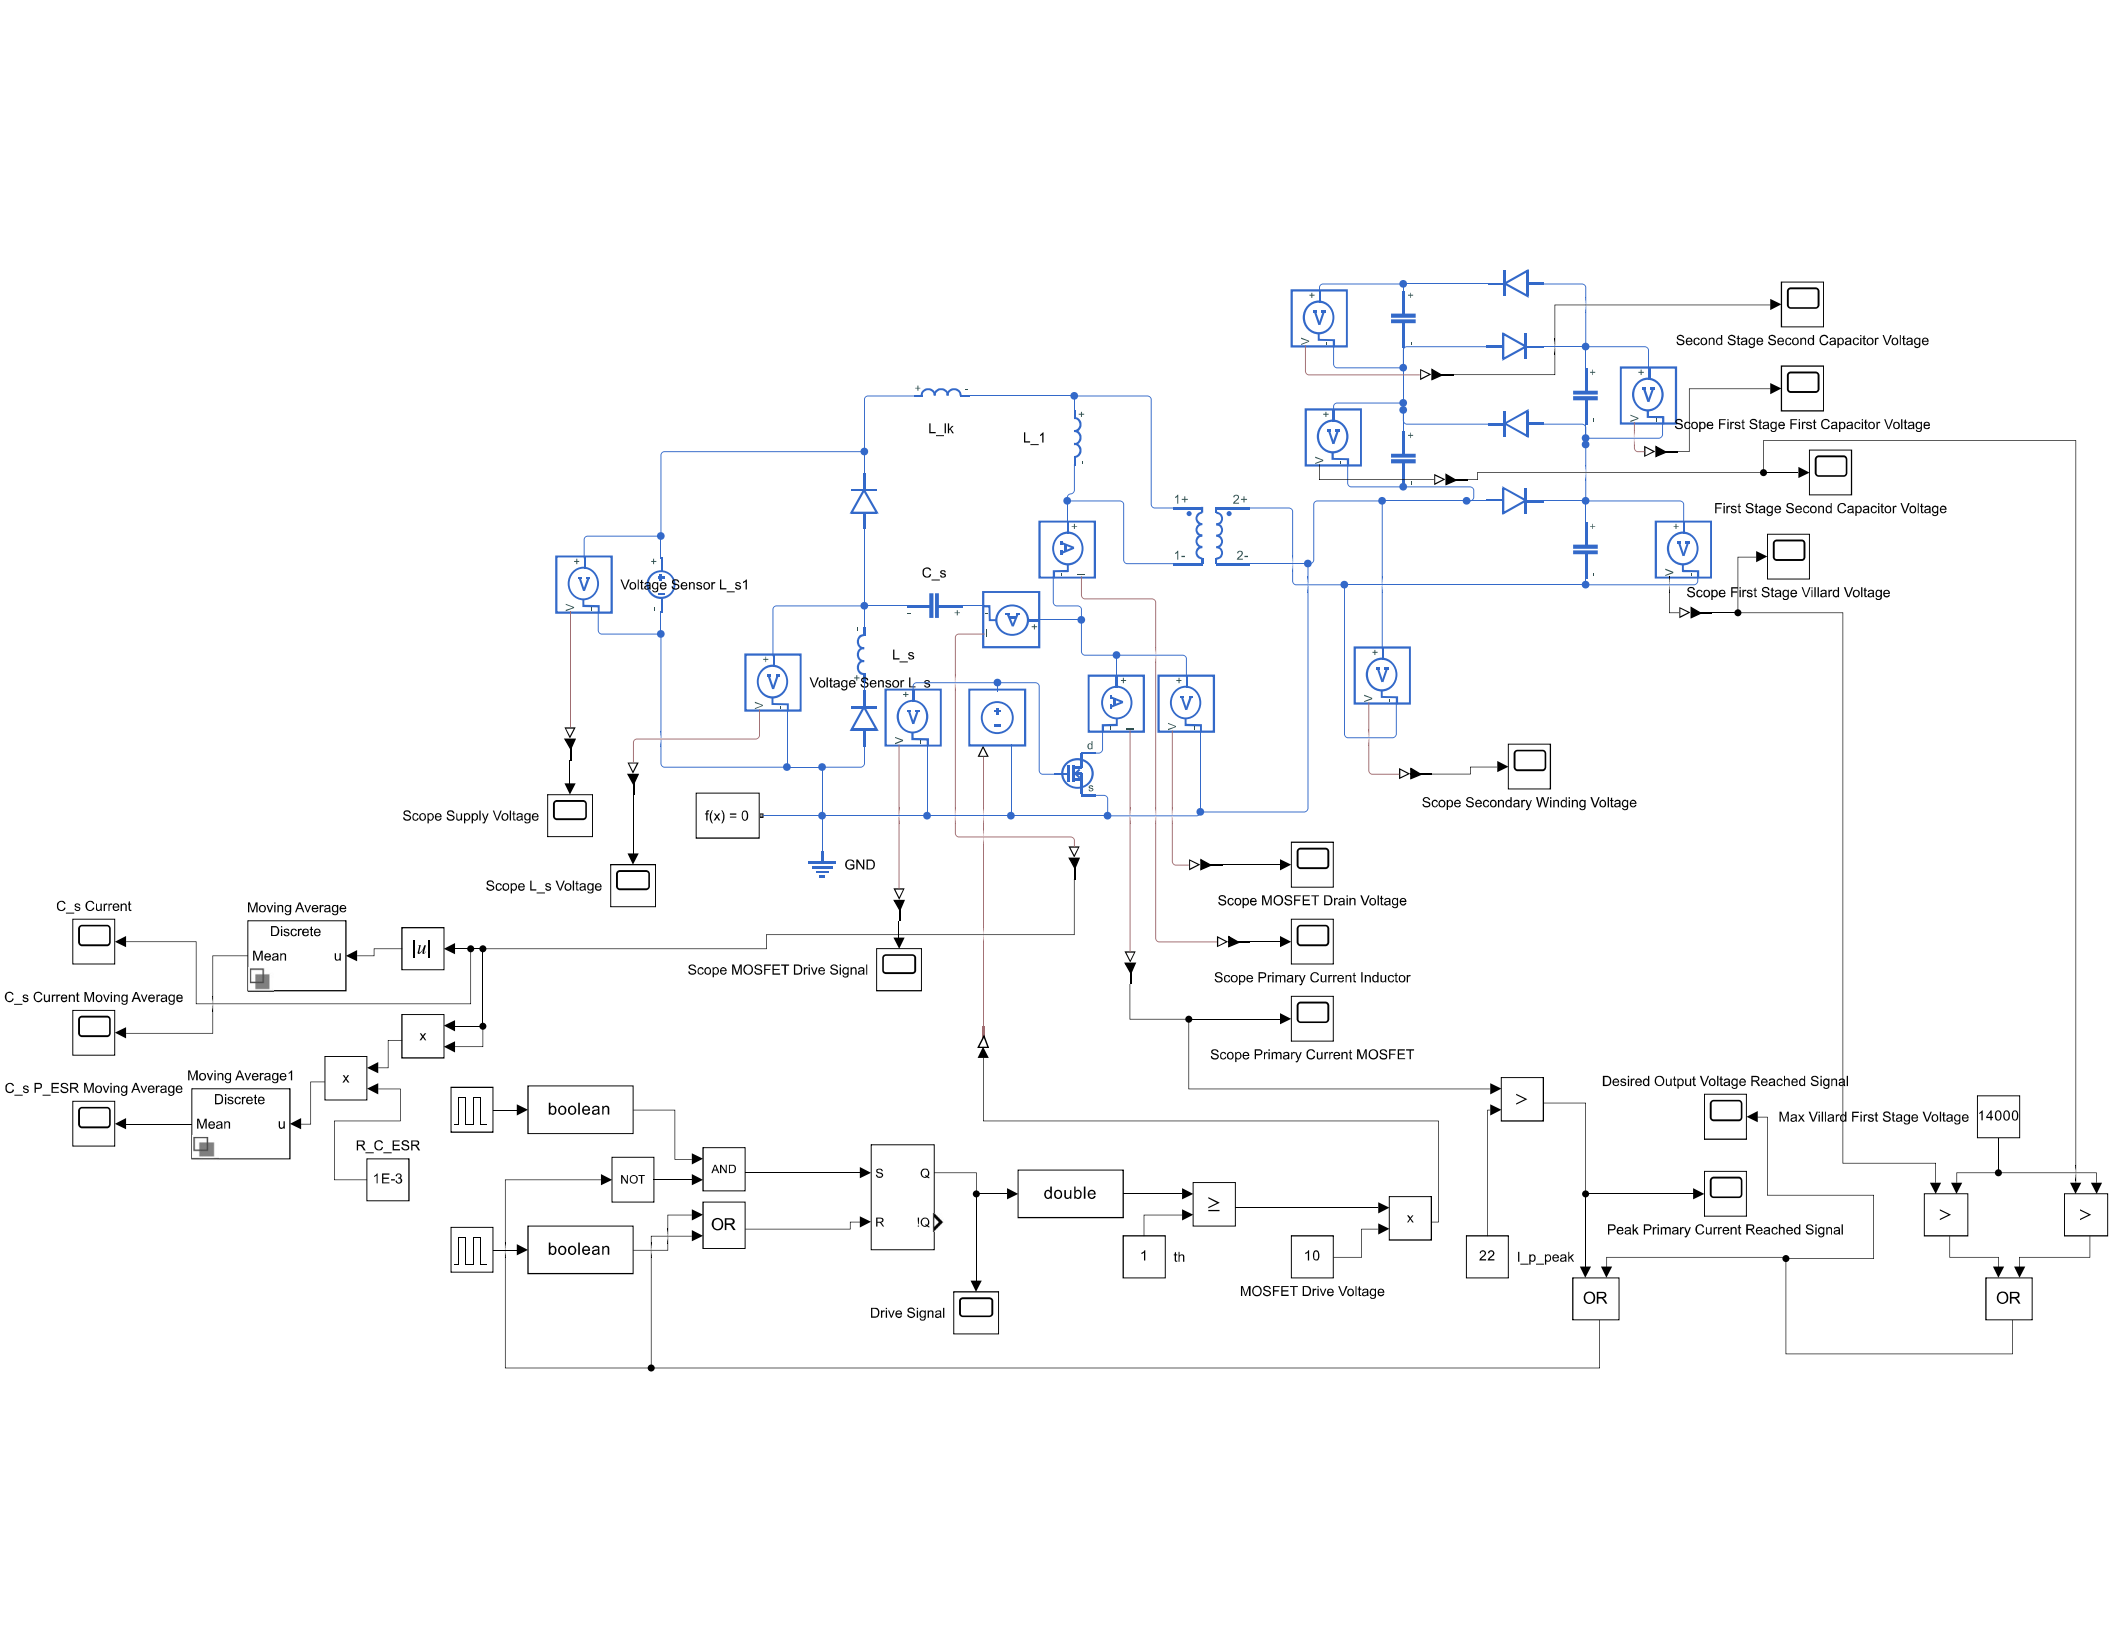 Second Stage Second Capacitor Voltage
L_lk
L_1
Scope First Stage First Capacitor Voltage
1+
2+
First Stage Second Capacitor Voltage
1-
2-
C_s
Voltage Sensor L_s1
Scope First Stage Villard Voltage
L_s
Voltage Sensor L_s
d
s
Scope Secondary Winding Voltage
Scope Supply Voltage
f(x) = 0
GND
Scope L_s Voltage
Scope MOSFET Drain Voltage
C_s Current
Moving Average
Discrete
Mean
u
|u|
Scope MOSFET Drive Signal
Scope Primary Current Inductor
C_s Current Moving Average
x
Scope Primary Current MOSFET
C_s P_ESR Moving Average
Moving Average1
Discrete
Mean
u
x
R_C_ESR
1E-3
boolean
>
Desired Output Voltage Reached Signal
Max Villard First Stage Voltage
14000
NOT
AND
S
Q
R
!Q
double
≥
x
OR
boolean
1
th
10
MOSFET Drive Voltage
22
I_p_peak
Peak Primary Current Reached Signal
>
>
Drive Signal
OR
OR